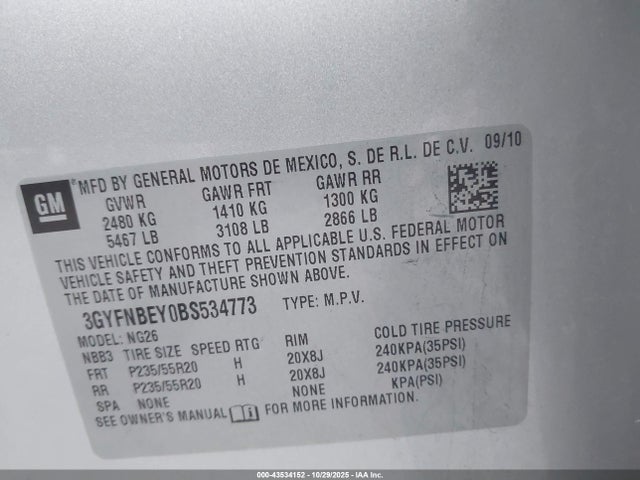 GM
MFD BY GENERAL MOTORS DE MEXICO, S. DE R.L. DE C.V. 09/10
GVWR GAWR FRT GAWR RR
2480 KG 1410 KG 1300 KG
5467 LB 3108 LB 2866 LB
THIS VEHICLE CONFORMS TO ALL APPLICABLE U.S. FEDERAL MOTOR
VEHICLE SAFETY AND THEFT PREVENTION STANDARDS IN EFFECT ON
THE DATE OF MANUFACTURE SHOWN ABOVE.
3GYFNBEY0BS534773 TYPE: M.P.V.
MODEL: NG26
NBB3 TIRE SIZE SPEED RTG RIM COLD TIRE PRESSURE
FRT P235/55R20 H 20X8J 240KPA(35PSI)
RR P235/55R20 H 20X8J 240KPA(35PSI)
SPA NONE NONE KPA(PSI)
SEE OWNER'S MANUAL FOR MORE INFORMATION.
000-43534152 - 10/29/2025 - IAA Inc.